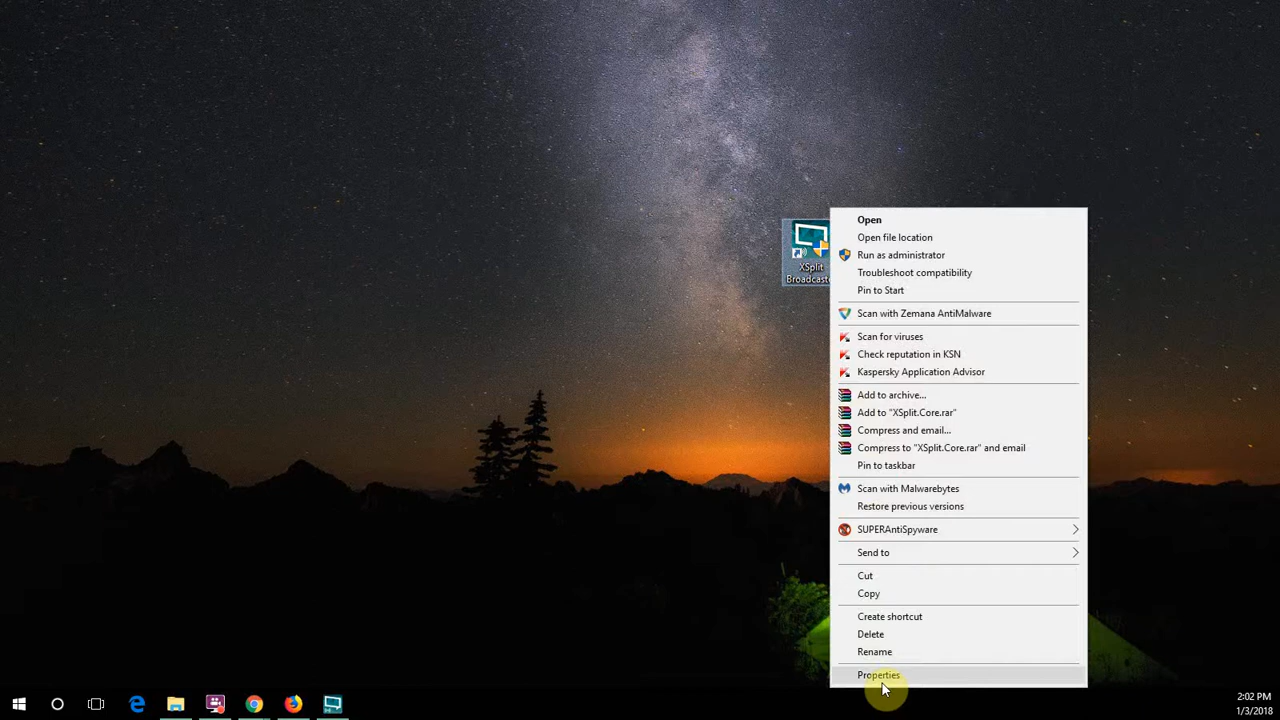 XSplit
Broadcaste
Open
Open file location
Run as administrator
Troubleshoot compatibility
Pin to Start
Scan with Zemana AntiMalware
Scan for viruses
Check reputation in KSN
Kaspersky Application Advisor
Add to archive...
Add to "XSplit.Core.rar"
Compress and email...
Compress to "XSplit.Core.rar" and email
Pin to taskbar
Scan with Malwarebytes
Restore previous versions
SUPERAntiSpyware
Send to
Cut
Copy
Create shortcut
Delete
Rename
Properties
2:02 PM
1/3/2018